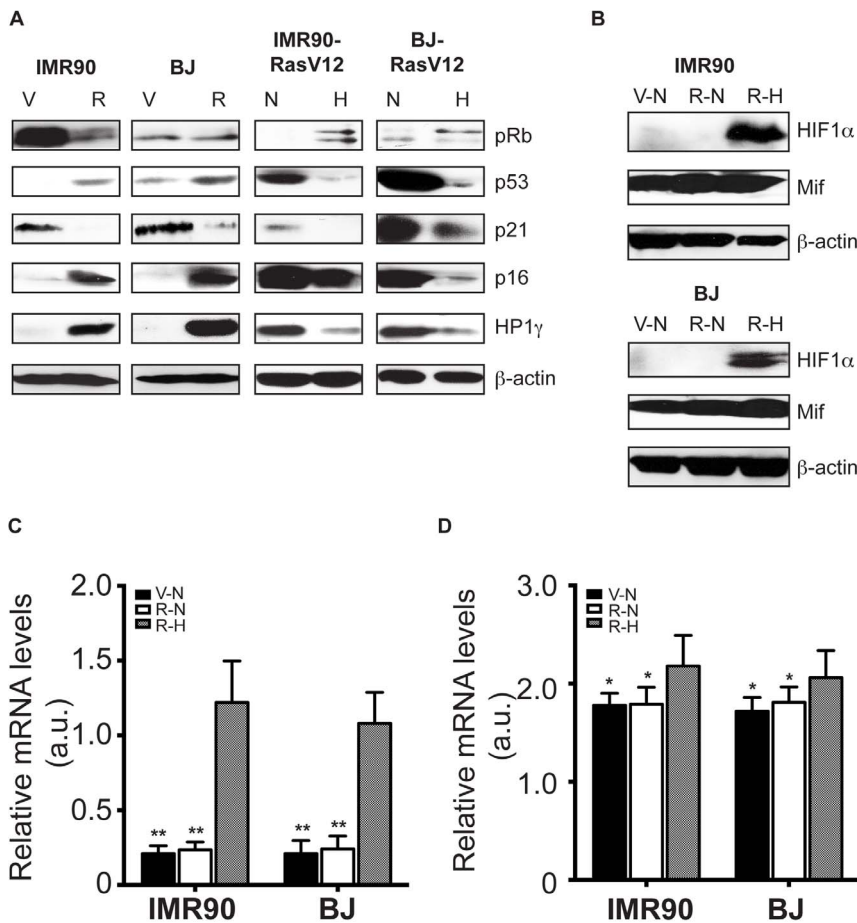 A
IMR90
BJ
IMR90-
RasV12
BJ-
RasV12
V R V R N H N H
pRb
p53
p21
p16
HP1γ
β-actin
B
IMR90
V-N R-N R-H
HIF1α
Mif
β-actin
BJ
V-N R-N R-H
HIF1α
Mif
β-actin
C
Relative mRNA levels
(a.u.)
2.0
1.5
1.0
0.5
0
V-N
R-N
R-H
** ** ** **
IMR90 BJ
D
Relative mRNA levels
(a.u.)
3.0
2.0
1.0
0
V-N
R-N
R-H
* * * *
IMR90 BJ